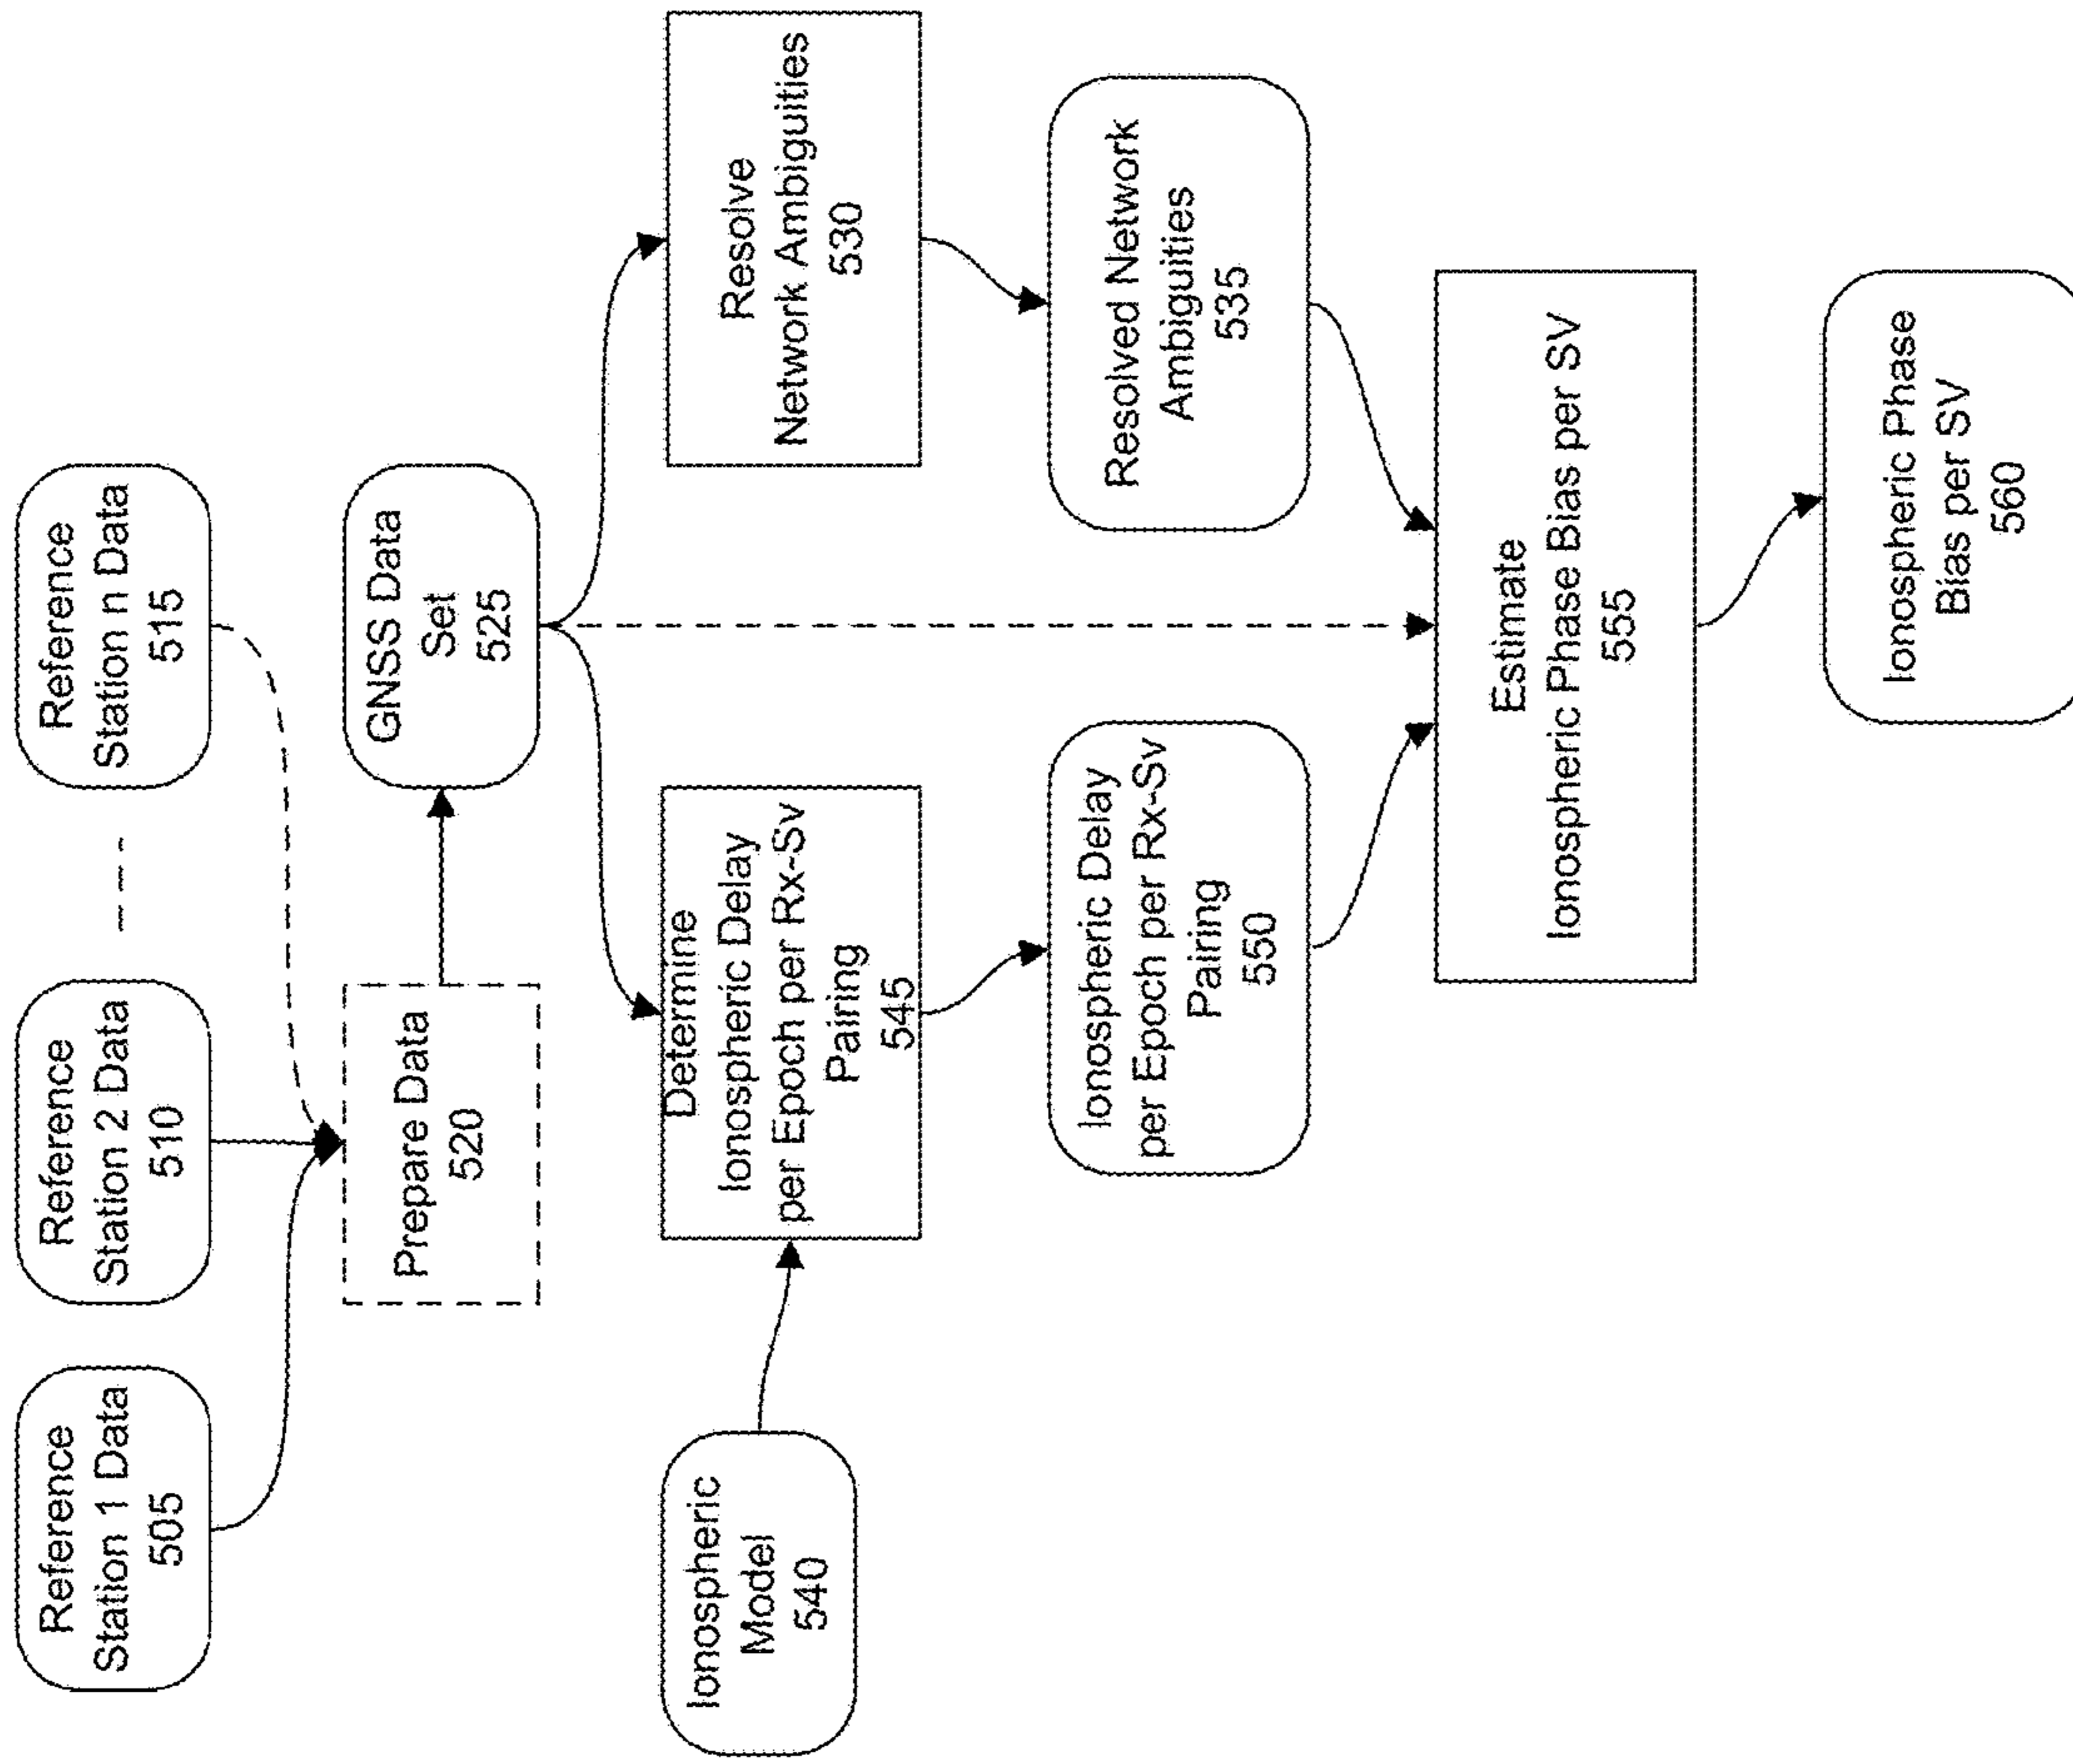 Reference
Station 1 Data
505
Reference
Station 2 Data
510
Reference
Station n Data
515
Prepare Data
520
GNSS Data
Set
525
Ionospheric
Model
540
Determine
Ionospheric Delay
per Epoch per Rx-Sv
Pairing
545
Resolve
Network Ambiguities
530
Ionospheric Delay
per Epoch per Rx-Sv
Pairing
550
Resolved Network
Ambiguities
535
Estimate
Ionospheric Phase Bias per SV
555
Ionospheric Phase
Bias per SV
560